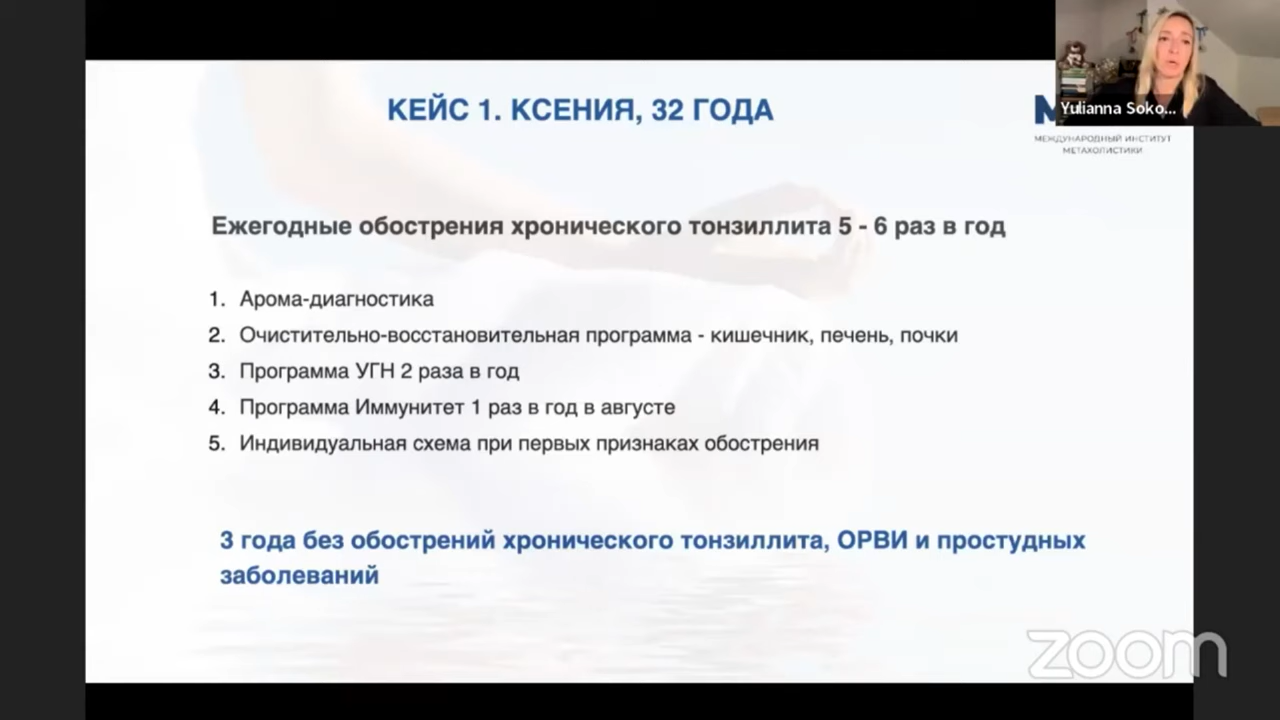 КЕЙС 1. КСЕНИЯ, 32 ГОДА
Yulianna Soko...
МЕЖДУНАРОДНЫЙ ИНСТИТУТ
МЕТАХОЛИСТИКИ
Ежегодные обострения хронического тонзиллита 5 - 6 раз в год
1. Арома-диагностика
2. Очистительно-восстановительная программа - кишечник, печень, почки
3. Программа УГН 2 раза в год
4. Программа Иммунитет 1 раз в год в августе
5. Индивидуальная схема при первых признаках обострения
3 года без обострений хронического тонзиллита, ОРВИ и простудных
заболеваний
zoom